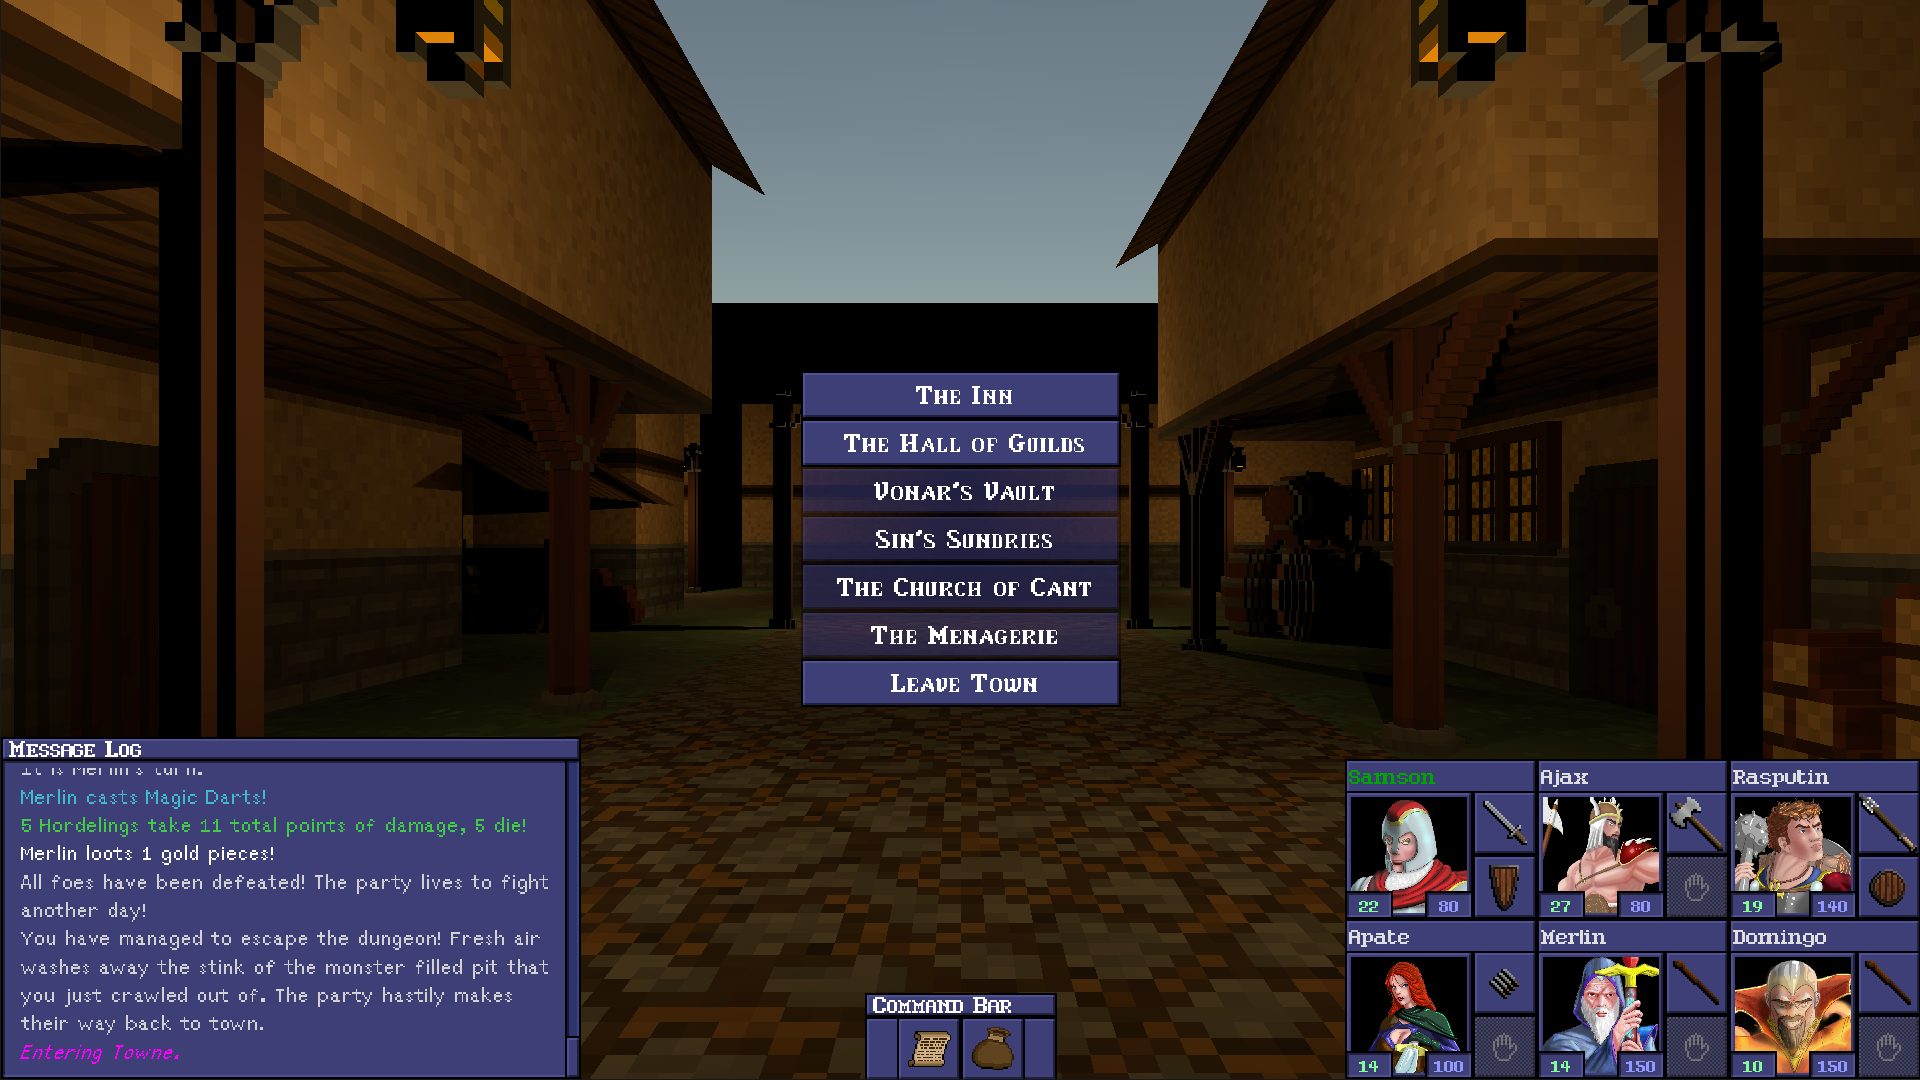 The Inn
The Hall of Guilds
Vonar's Vault
Sin's Sundries
The Church of Cant
The Menagerie
Leave Town
Message Log
It is Merlin's turn.
Merlin casts Magic Darts!
5 Hordelings take 11 total points of damage, 5 die!
Merlin loots 1 gold pieces!
All foes have been defeated! The party lives to fight
another day!
You have managed to escape the dungeon! Fresh air
washes away the stink of the monster filled pit that
you just crawled out of. The party hastily makes
their way back to town.
Entering Towne.
Command Bar
Samson Ajax Rasputin
22 80 27 80 19 140
Apate Merlin Domingo
14 100 14 150 10 150